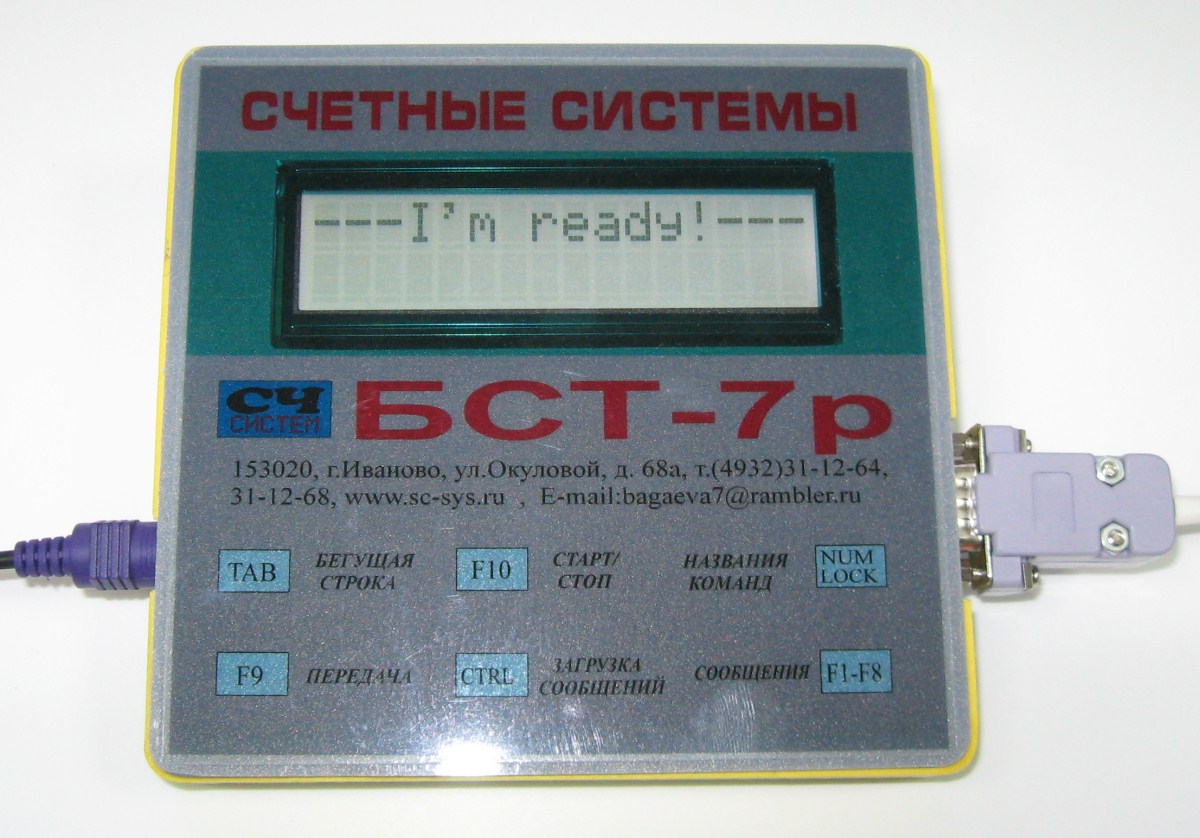 СЧЕТНЫЕ СИСТЕМЫ
---I'm ready!---
СЧ
СИСТЕМ
БСТ-7р
153020, г.Иваново, ул.Окуловой, д. 68а, т.(4932)31-12-64,
31-12-68, www.sc-sys.ru , E-mail:bagaeva7@rambler.ru
TAB
БЕГУЩАЯ
СТРОКА
F10
СТАРТ/
СТОП
НАЗВАНИЯ
КОМАНД
NUM
LOCK
F9
ПЕРЕДАЧА
CTRL
ЗАГРУЗКА
СООБЩЕНИЙ
СООБЩЕНИЯ
F1-F8